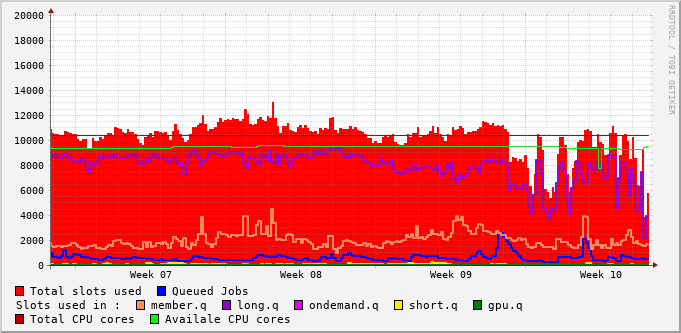 20000
18000
16000
14000
12000
10000
8000
6000
4000
2000
0
Week 07 Week 08 Week 09 Week 10
RRDTOOL / TOBI OETIKER
Total slots used Queued Jobs
Slots used in : member.q long.q ondemand.q short.q gpu.q
Total CPU cores Availale CPU cores